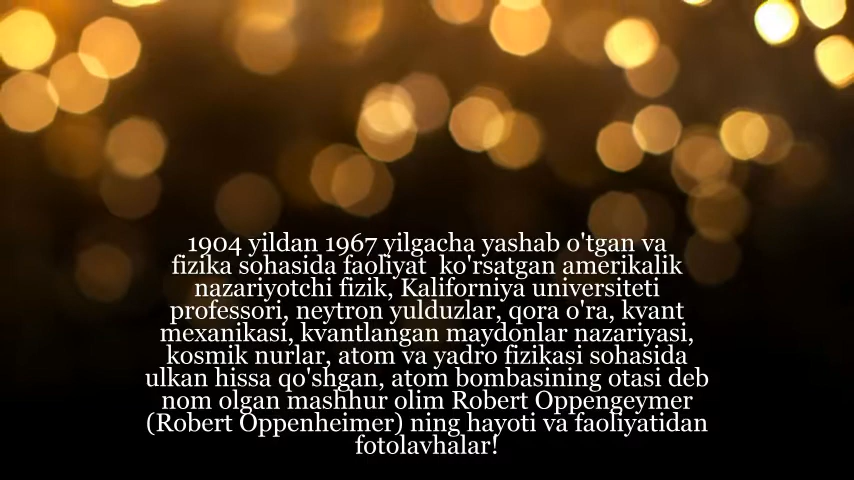 1904 yildan 1967 yilgacha yashab o'tgan va
fizika sohasida faoliyat  ko'rsatgan amerikalik
nazariyotchi fizik, Kaliforniya universiteti
professori, neytron yulduzlar, qora o'ra, kvant
mexanikasi, kvantlangan maydonlar nazariyasi,
kosmik nurlar, atom va yadro fizikasi sohasida
ulkan hissa qo'shgan, atom bombasining otasi deb
nom olgan mashhur olim Robert Oppengeymer
(Robert Oppenheimer) ning hayoti va faoliyatidan
fotolavhalar!